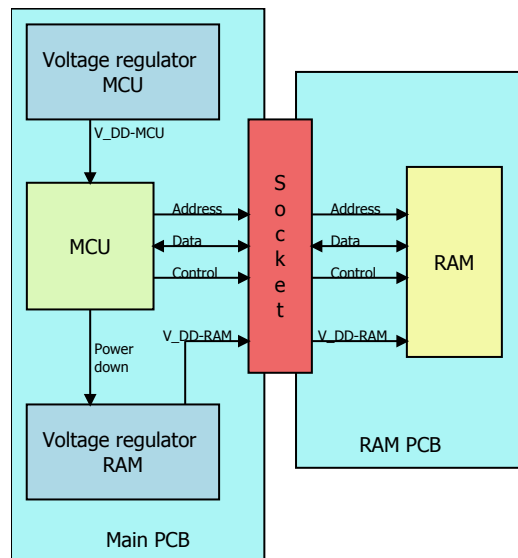 Voltage regulator
MCU
V_DD-MCU
MCU
Address
Data
Control
Power
down
V_DD-RAM
Voltage regulator
RAM
Main PCB
S
o
c
k
e
t
Address
Data
Control
V_DD-RAM
RAM
RAM PCB